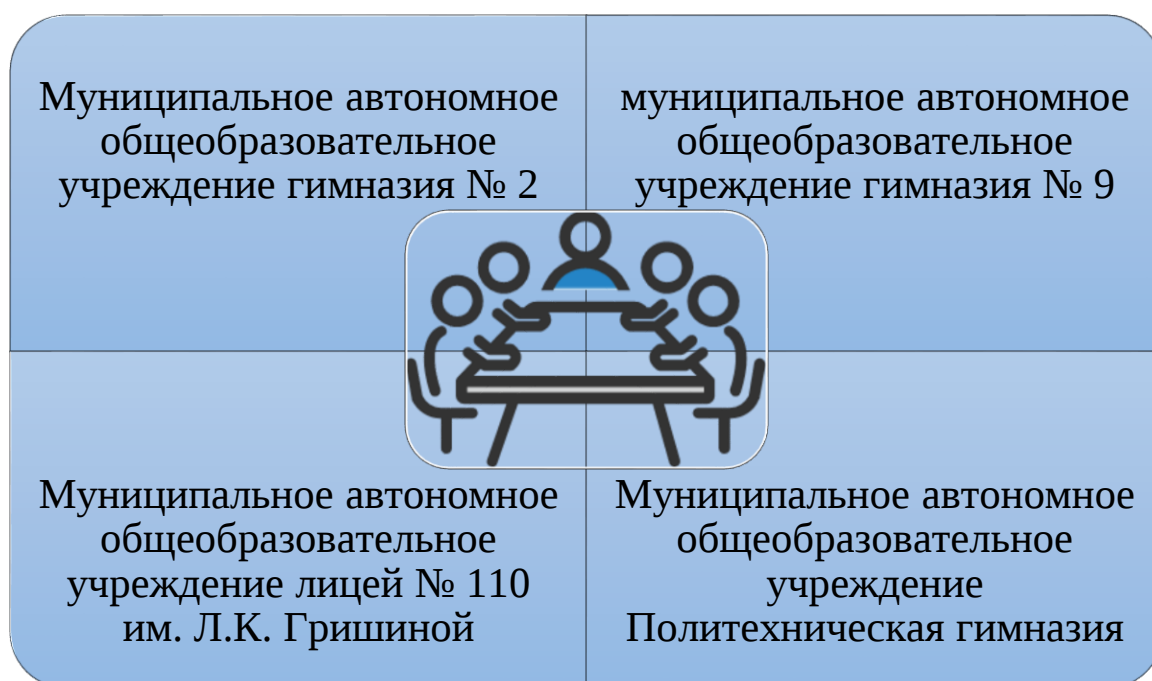 Муниципальное автономное
общеобразовательное
учреждение гимназия № 2
муниципальное автономное
общеобразовательное
учреждение гимназия № 9
Муниципальное автономное
общеобразовательное
учреждение лицей № 110
им. Л.К. Гришиной
Муниципальное автономное
общеобразовательное
учреждение
Политехническая гимназия